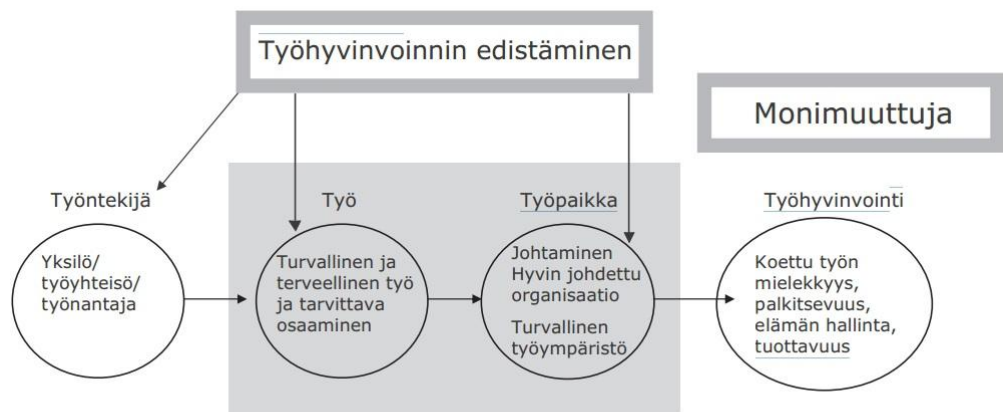 Työhyvinvoinnin edistäminen
Monimuuttuja
Työntekijä
Yksilö/
työyhteisö/
työnantaja
Työ
Turvallinen ja
terveellinen työ
ja tarvittava
osaaminen
Työpaikka
Johtaminen
Hyvin johdettu
organisaatio
Turvallinen
työympäristö
Työhyvinvointi
Koettu työn
mielekkyys,
palkitsevuus,
elämän hallinta,
tuottavuus